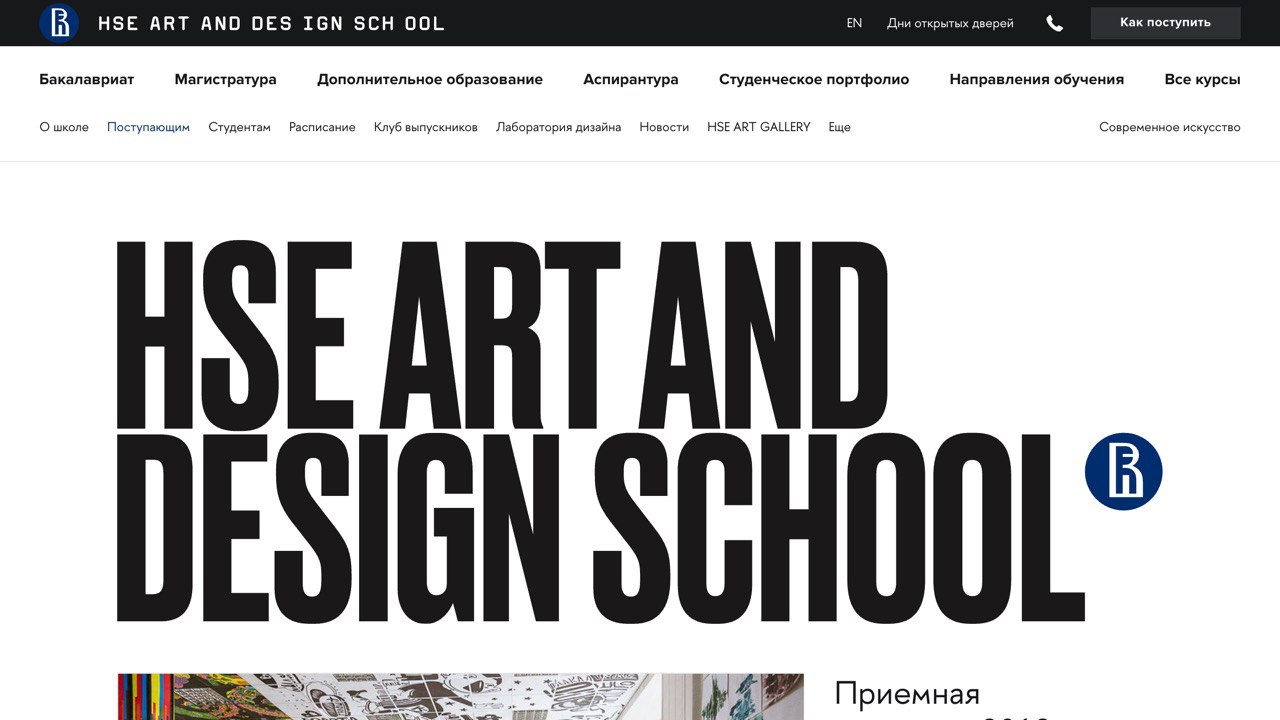 HSE ART AND DES IGN SCH OOL
EN Дни открытых дверей Как поступить
Бакалавриат Магистратура Дополнительное образование Аспирантура Студенческое портфолио Направления обучения Все курсы
О школе Поступающим Студентам Расписание Клуб выпускников Лаборатория дизайна Новости HSE ART GALLERY Еще Современное искусство
HSE ART AND
DESIGN SCHOOL
Приемная